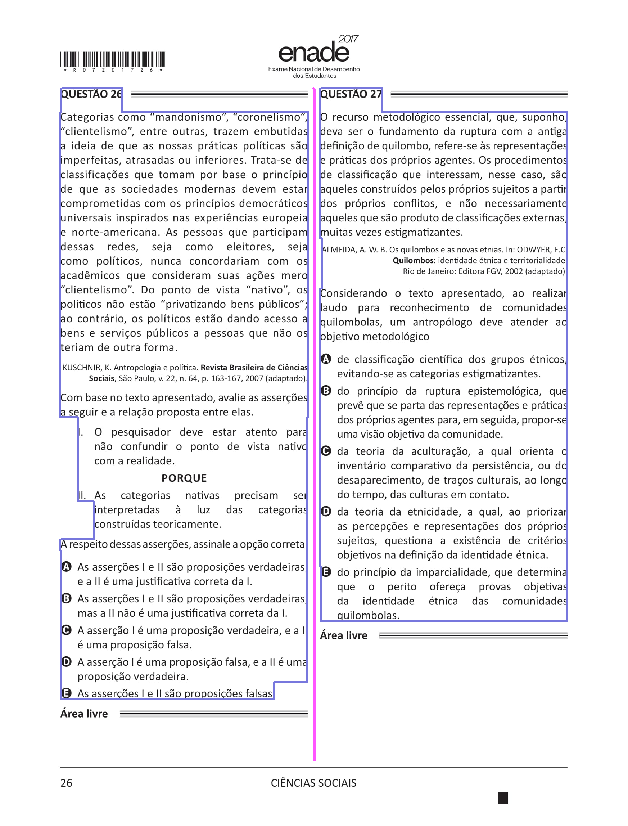 *R07201726*
enade
2017
Exame Nacional de Desempenho
dos Estudantes
QUESTÃO 26
Categorias como "mandonismo", "coronelismo",
"clientelismo", entre outras, trazem embutidas
a ideia de que as nossas práticas políticas são
imperfeitas, atrasadas ou inferiores. Trata-se de
classificações que tomam por base o princípio
de que as sociedades modernas devem estar
comprometidas com os princípios democráticos
universais inspirados nas experiências europeia
e norte-americana. As pessoas que participam
dessas redes, seja como eleitores, seja
como políticos, nunca concordariam com os
acadêmicos que consideram suas ações mero
"clientelismo". Do ponto de vista "nativo", os
políticos não estão "privatizando bens públicos";
ao contrário, os políticos estão dando acesso a
bens e serviços públicos a pessoas que não os
teriam de outra forma.
KUSCHNIR, K. Antropologia e política. Revista Brasileira de Ciências
Sociais, São Paulo, v. 22, n. 64, p. 163-167, 2007 (adaptado).
Com base no texto apresentado, avalie as asserções
a seguir e a relação proposta entre elas.
I. O pesquisador deve estar atento para
não confundir o ponto de vista nativo
com a realidade.
PORQUE
II. As categorias nativas precisam ser
interpretadas à luz das categorias
construídas teoricamente.
A respeito dessas asserções, assinale a opção correta
A As asserções I e II são proposições verdadeiras
e a II é uma justificativa correta da I.
B As asserções I e II são proposições verdadeiras
mas a II não é uma justificativa correta da I.
C A asserção I é uma proposição verdadeira, e a II
é uma proposição falsa.
D A asserção I é uma proposição falsa, e a II é uma
proposição verdadeira.
E As asserções I e II são proposições falsas
Área livre
QUESTÃO 27
O recurso metodológico essencial, que, suponho,
deva ser o fundamento da ruptura com a antiga
definição de quilombo, refere-se às representações
e práticas dos próprios agentes. Os procedimentos
de classificação que interessam, nesse caso, são
aqueles construídos pelos próprios sujeitos a partir
dos próprios conflitos, e não necessariamente
aqueles que são produto de classificações externas,
muitas vezes estigmatizantes.
ALMEIDA, A. W. B. Os quilombos e as novas etnias. In: ODWYER, E.C
Quilombos: identidade étnica e territorialidade
Rio de Janeiro: Editora FGV, 2002 (adaptado)
Considerando o texto apresentado, ao realizar
laudo para reconhecimento de comunidades
quilombolas, um antropólogo deve atender ao
objetivo metodológico
A de classificação científica dos grupos étnicos,
evitando-se as categorias estigmatizantes.
B do princípio da ruptura epistemológica, que
prevê que se parta das representações e práticas
dos próprios agentes para, em seguida, propor-se
uma visão objetiva da comunidade.
C da teoria da aculturação, a qual orienta o
inventário comparativo da persistência, ou do
desaparecimento, de traços culturais, ao longo
do tempo, das culturas em contato.
D da teoria da etnicidade, a qual, ao priorizar
as percepções e representações dos próprios
sujeitos, questiona a existência de critérios
objetivos na definição da identidade étnica.
E do princípio da imparcialidade, que determina
que o perito ofereça provas objetivas
da identidade étnica das comunidades
quilombolas.
Área livre
26
CIÊNCIAS SOCIAIS